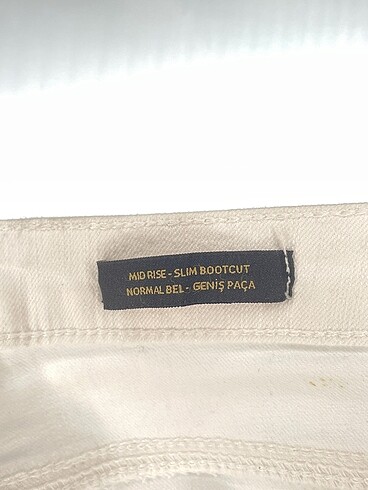 MID RISE - SLIM BOOTCUT
NORMAL BEL - GENİŞ PAÇA